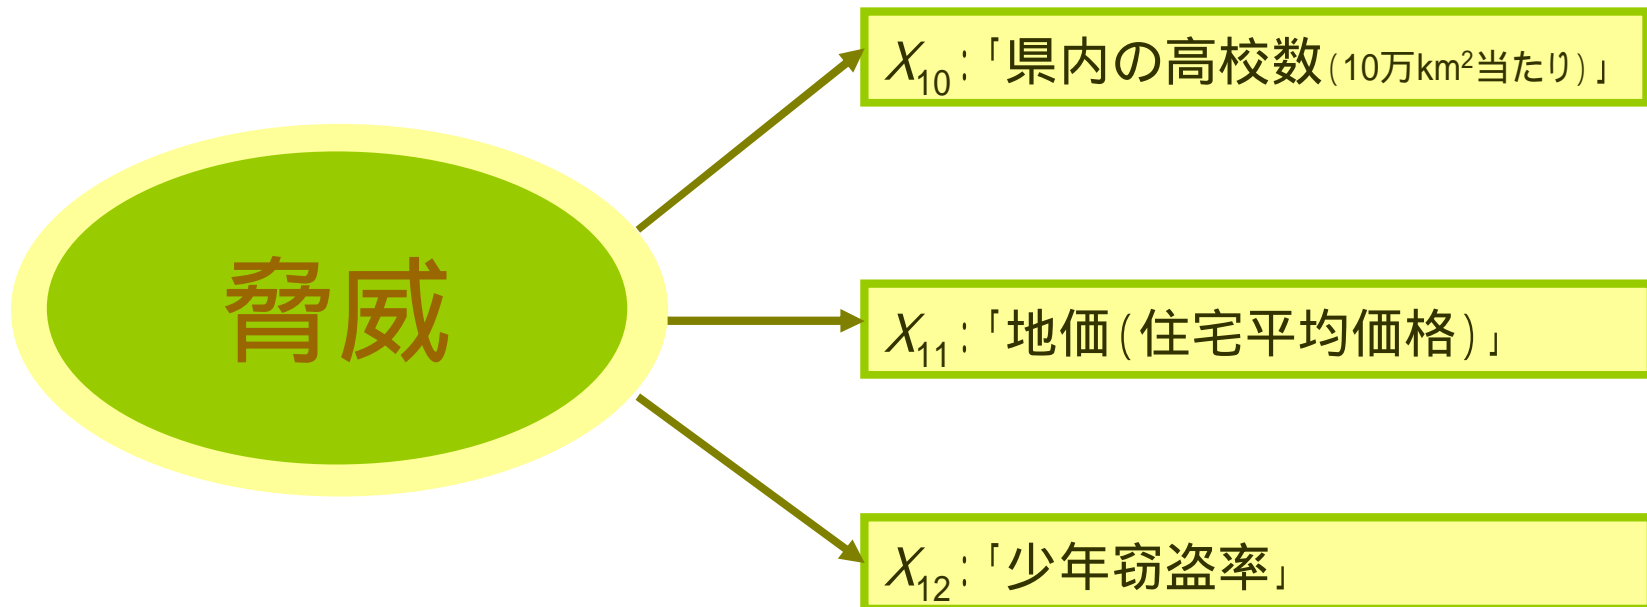 X10:「県内の高校数(10万km2当たり)」
脅威
X11:「地価(住宅平均価格)」
X12:「少年窃盗率」